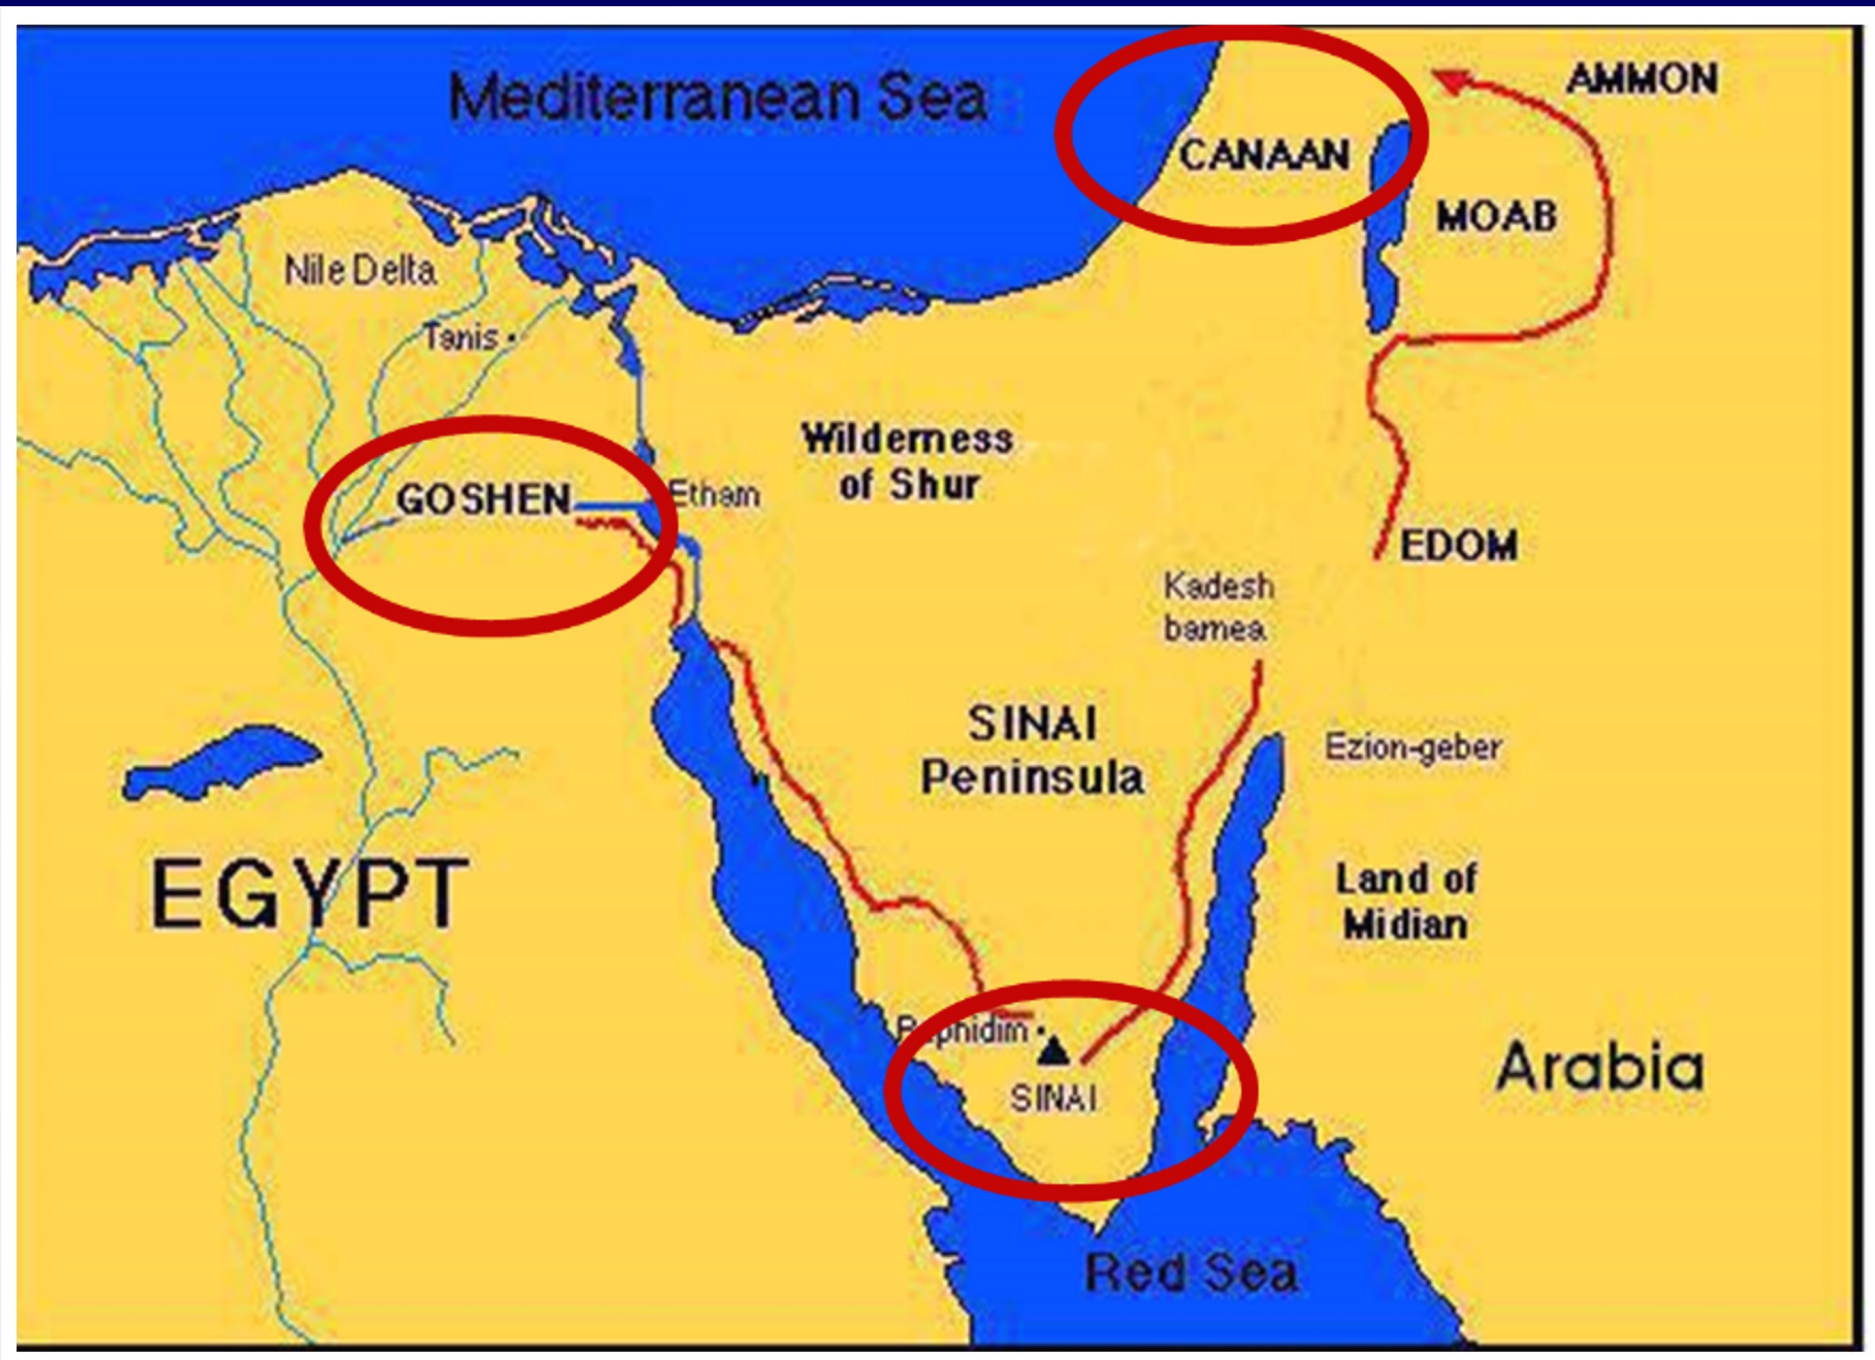 Mediterranean Sea
AMMON
CANAAN
MOAB
Nile Delta
Tanis
Wilderness
of Shur
GOSHEN
Etham
EDOM
Kadesh
barnea
SINAI
Peninsula
Ezion-geber
EGYPT
Land of
Midian
Rephidim
SINAI
Arabia
Red Sea